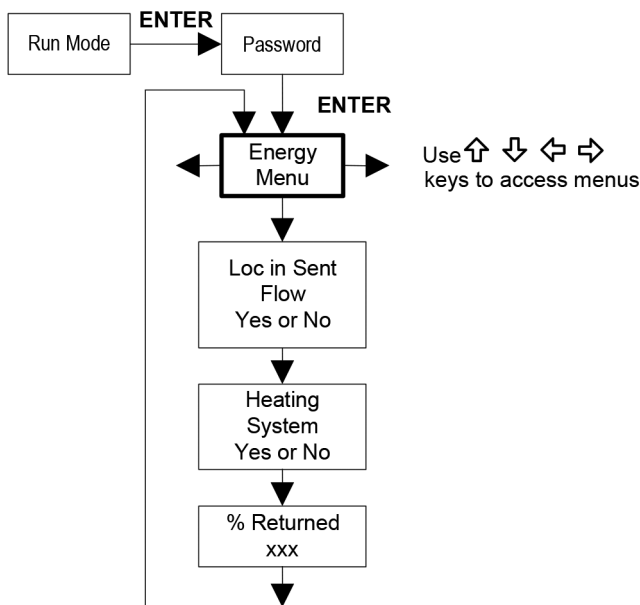 ENTER
Run Mode
Password
ENTER
Energy
Menu
Use ⇧ ⇩ ⇦ ⇨
keys to access menus
Loc in Sent
Flow
Yes or No
Heating
System
Yes or No
% Returned
xxx